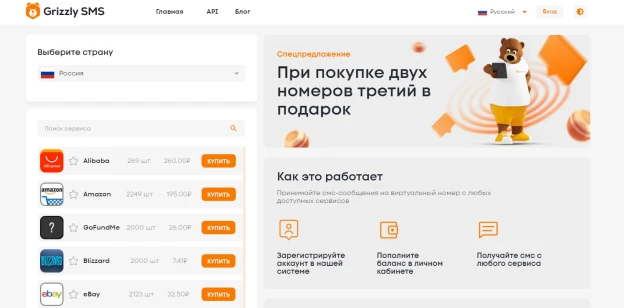 Grizzly SMS
Главная
API
Блог
Русский
Вход
Выберите страну
Россия
Поиск сервиса
Alibaba 269 шт 260.00₽ КУПИТЬ
AliExpress
amazon
Amazon 2249 шт 195.00₽ КУПИТЬ
?
GoFundMe 2000 шт 26.00₽ КУПИТЬ
BLIZZARD
Blizzard 2000 шт 7.41₽ КУПИТЬ
ebay
eBay 2123 шт 32.50₽ КУПИТЬ
Спецпредложение
При покупке двух
номеров третий в
подарок
Как это работает
Принимайте смс-сообщения на виртуальный номер с любых
доступных сервисов
Зарегистрируйте
аккаунт в нашей
системе
Пополните
баланс в личном
кабинете
Получайте смс с
любого сервиса